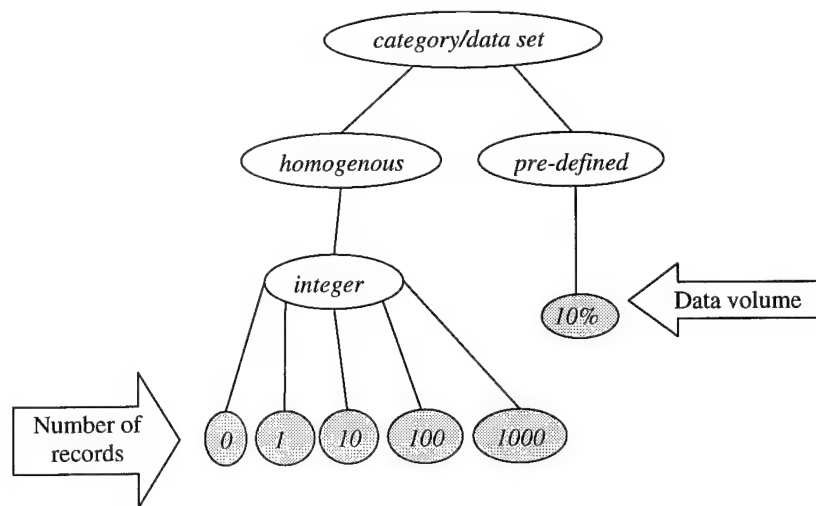 category/data set
homogenous
pre-defined
integer
10%
Data volume
Number of
records
0
1
10
100
1000